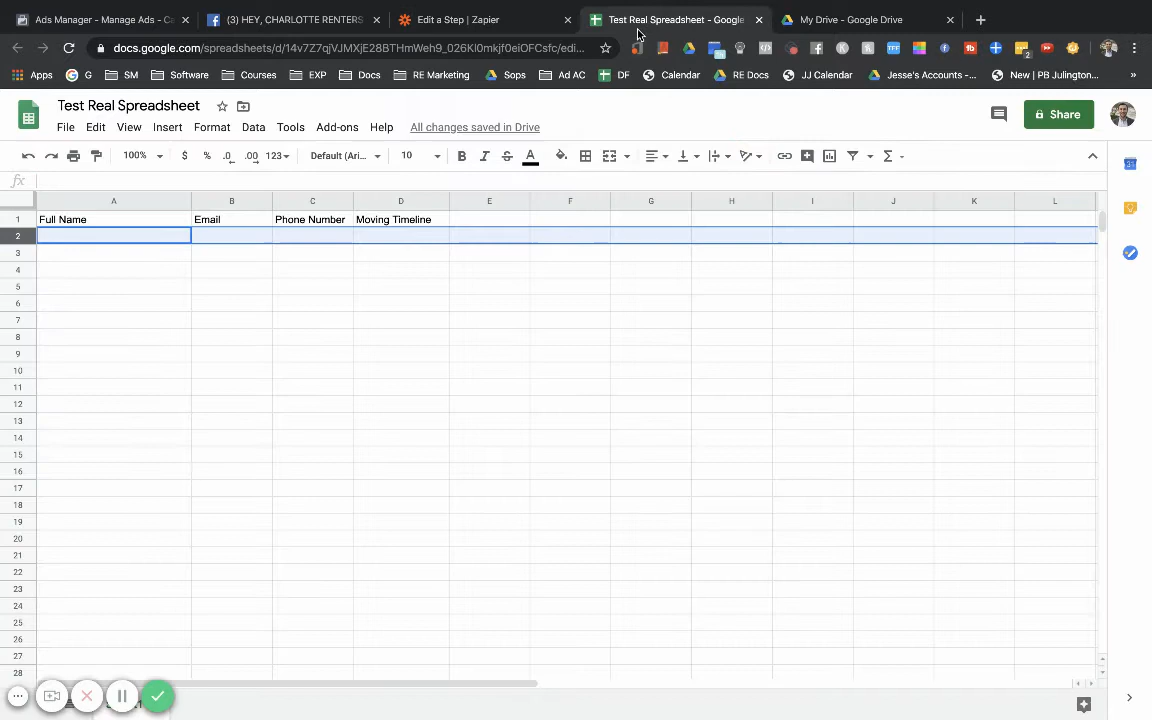 Ads Manager - Manage Ads - Ca
(3) HEY, CHARLOTTE RENTERS
Edit a Step | Zapier
Test Real Spreadsheet - Google
My Drive - Google Drive
docs.google.com/spreadsheets/d/14v7Z7qjVJMXjE28BTHmWeh9_026KI0mkjf0eiOFCsfc/edi...
Apps
G
SM
Software
Courses
EXP
Docs
RE Marketing
Sops
Ad AC
DF
Calendar
RE Docs
JJ Calendar
Jesse's Accounts -...
New | PB Julington...
»
Test Real Spreadsheet
File Edit View Insert Format Data Tools Add-ons Help All changes saved in Drive
Share
100% $ % .0 .00 123 Default (Ari... 10 B I S A Σ
fx
A B C D E F G H I J K L
1 Full Name Email Phone Number Moving Timeline
2
3
4
5
6
7
8
9
10
11
12
13
14
15
16
17
18
19
20
21
22
23
24
25
26
27
28